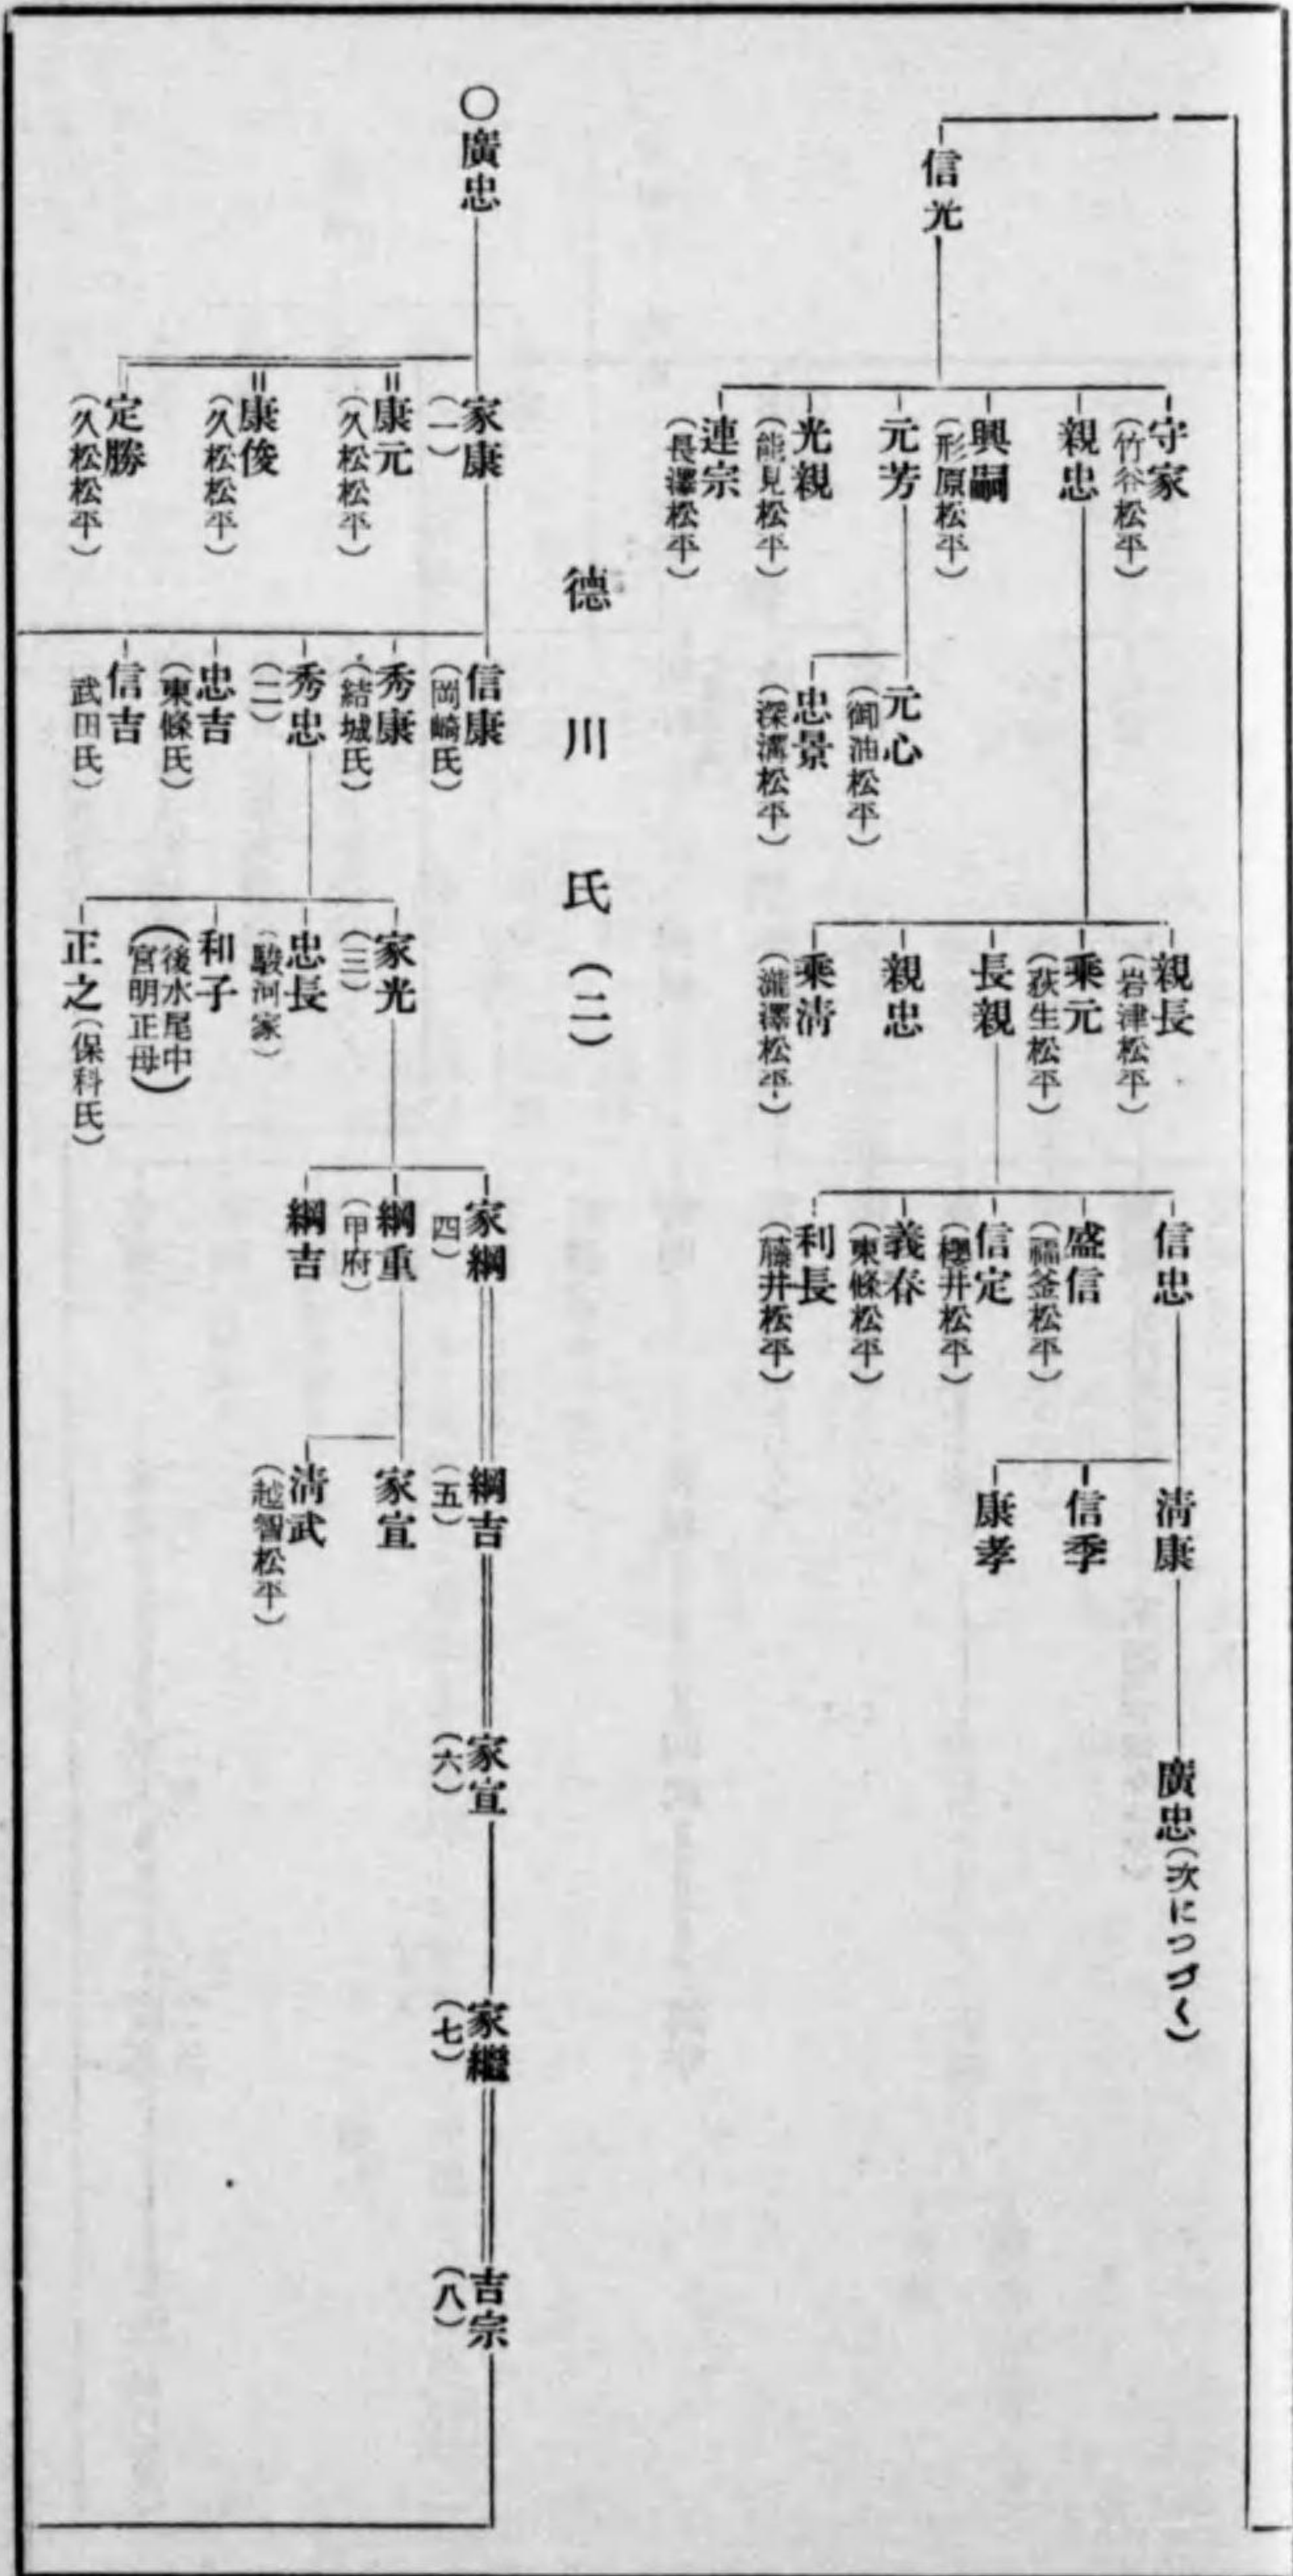 信光
守家
（竹谷松平）
親忠
興嗣
（形原松平）
元芳
光親
（能見松平）
連宗
（長澤松平）
元心
（御油松平）
忠景
（深溝松平）
親長
（岩津松平）
乘元
（荻生松平）
長親
親忠
乘清
（瀧澤松平）
信忠
盛信
（福釜松平）
信定
（櫻井松平）
義春
（東條松平）
利長
（藤井松平）
清康
信季
康孝
廣忠（次につづく）
德川氏（二）
〇廣忠
家康
（一）
康元
（久松松平）
康俊
（久松松平）
定勝
（久松松平）
信康
（岡崎氏）
秀康
（結城氏）
秀忠
（二）
忠吉
（東條氏）
信吉
武田氏）
家光
（三）
忠長
（駿河家）
和子
（後水尾中
宮明正母）
正之（保科氏）
家綱
四）
綱重
（甲府）
綱吉
綱吉
（五）
家宣
清武
（越智松平）
家宣
（六）
家繼
（七）
吉宗
（八）